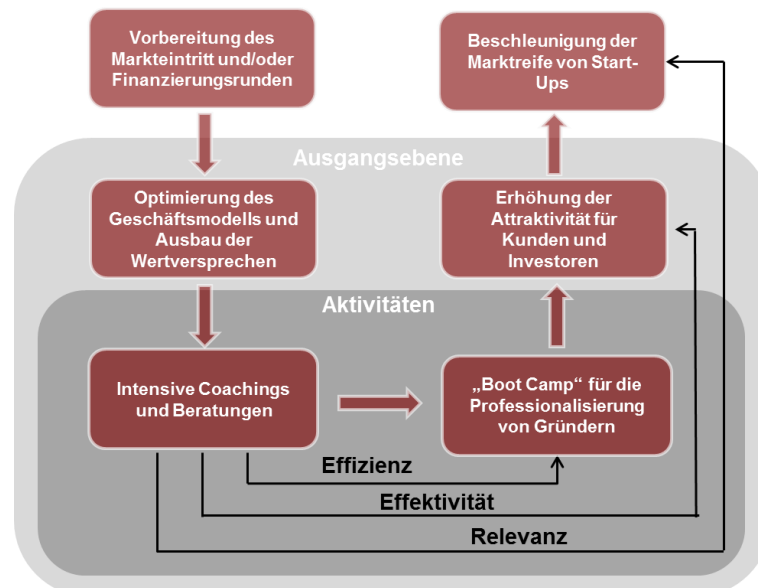 Vorbereitung des
Markteintritt und/oder
Finanzierungsrunden
Beschleunigung der
Marktreife von Start-
Ups
Ausgangsebene
Optimierung des
Geschäftsmodells und
Ausbau der
Wertversprechen
Erhöhung der
Attraktivität für
Kunden und
Investoren
Aktivitäten
Intensive Coachings
und Beratungen
„Boot Camp“ für die
Professionalisierung
von Gründern
Effizienz
Effektivität
Relevanz